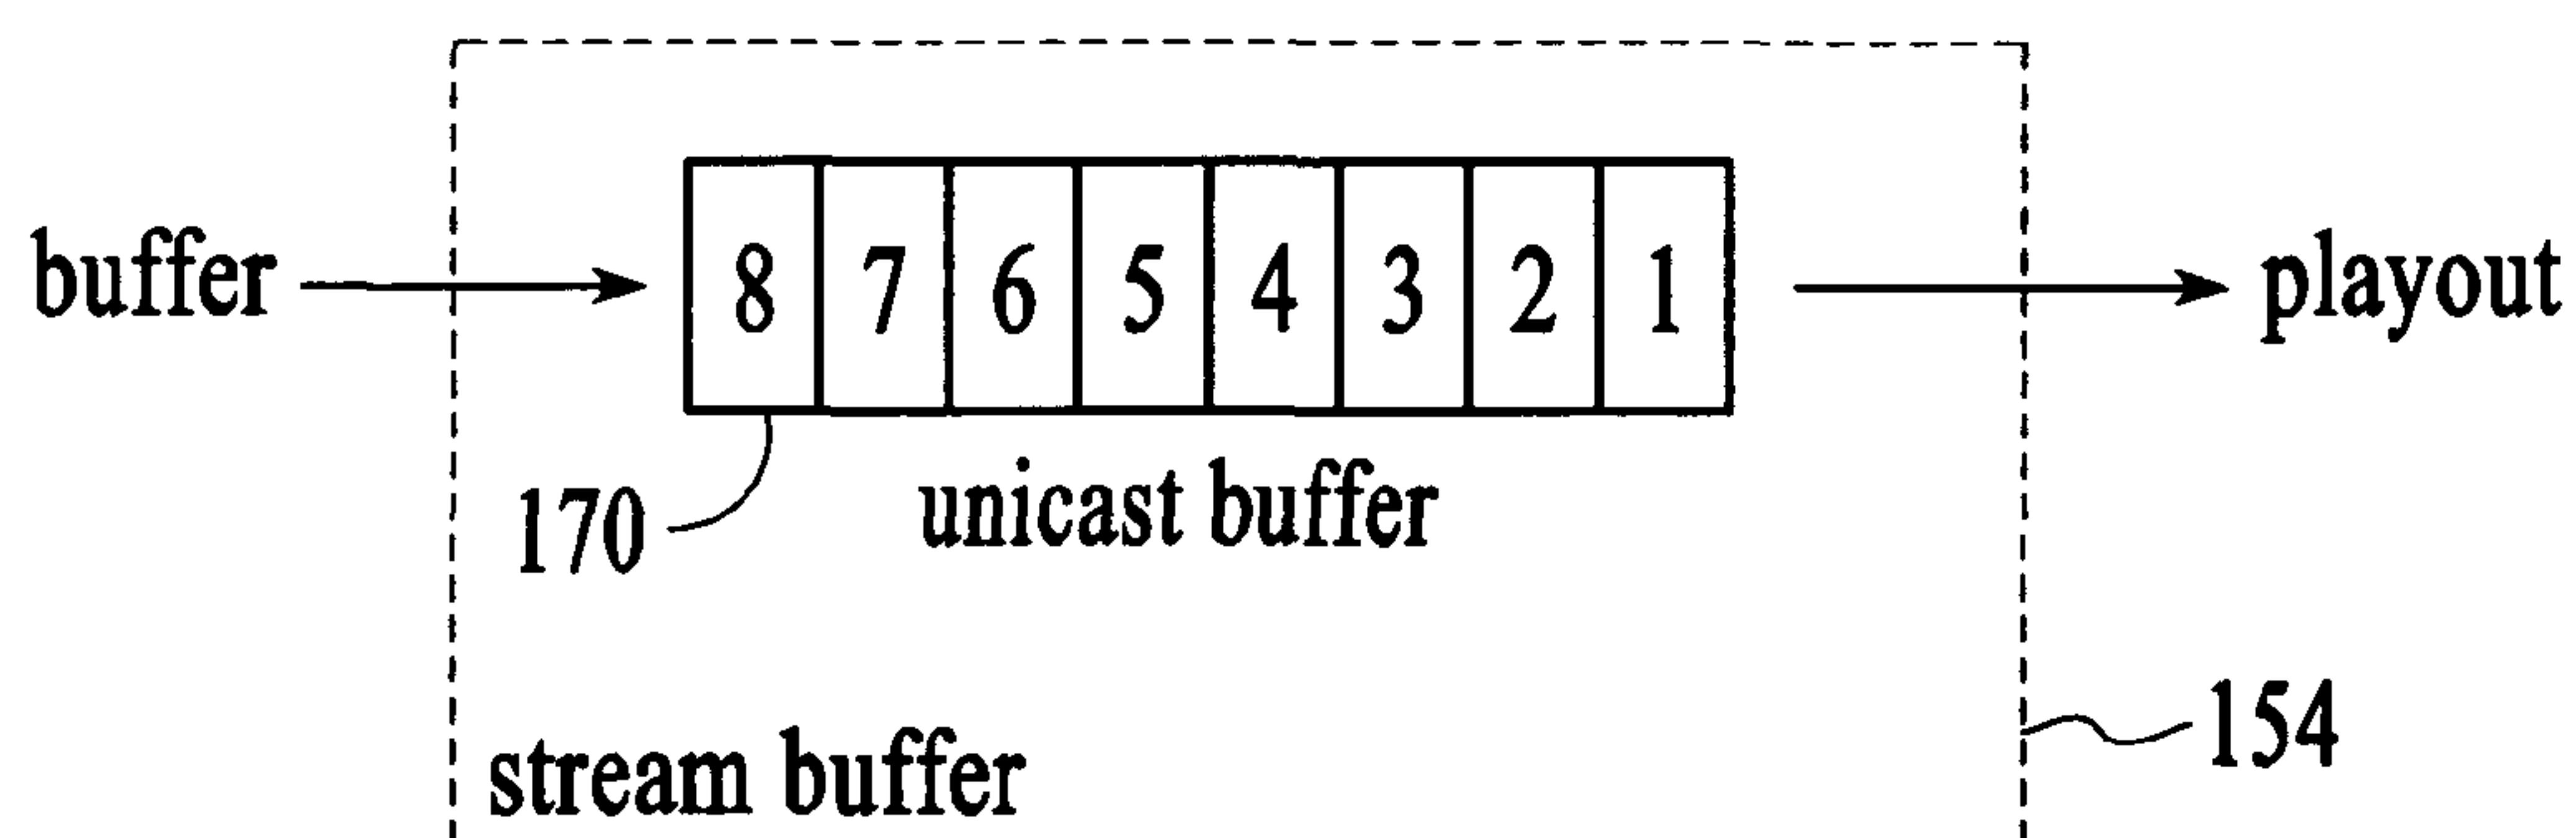 buffer 8 7 6 5 4 3 2 1 playout
170 unicast buffer
154
stream buffer